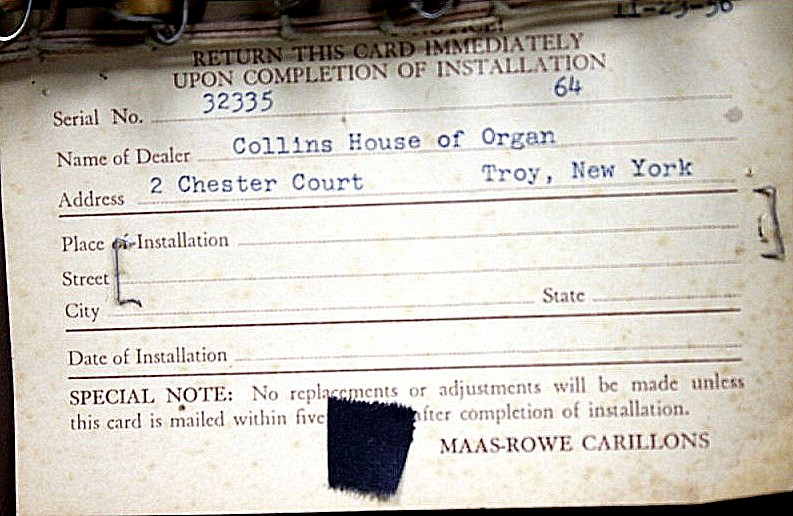 11-23-56
RETURN THIS CARD IMMEDIATELY
UPON COMPLETION OF INSTALLATION
Serial No. 32335 64
Name of Dealer Collins House of Organ
Address 2 Chester Court Troy, New York
Place of Installation
Street
City State
Date of Installation
SPECIAL NOTE: No replacements or adjustments will be made unless
this card is mailed within five after completion of installation.
MAAS-ROWE CARILLONS